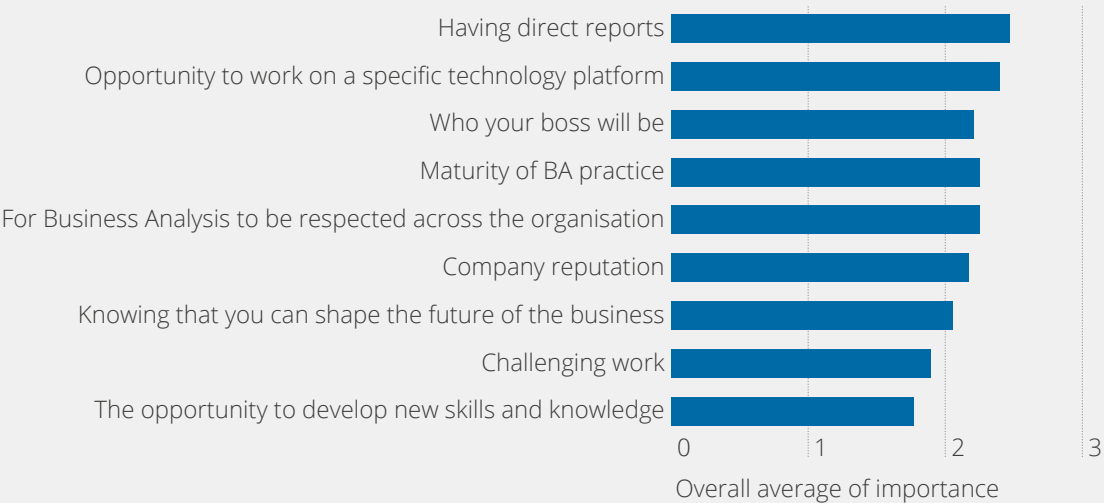 Having direct reports
Opportunity to work on a specific technology platform
Who your boss will be
Maturity of BA practice
For Business Analysis to be respected across the organisation
Company reputation
Knowing that you can shape the future of the business
Challenging work
The opportunity to develop new skills and knowledge
0 1 2 3
Overall average of importance